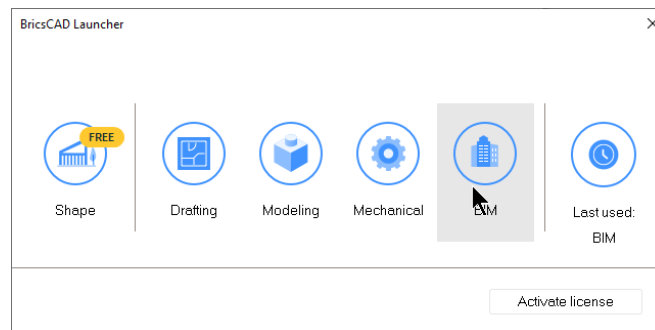 BricsCAD Launcher
FREE
Shape
Drafting
Modeling
Mechanical
BIM
Last used:
BIM
Activate license